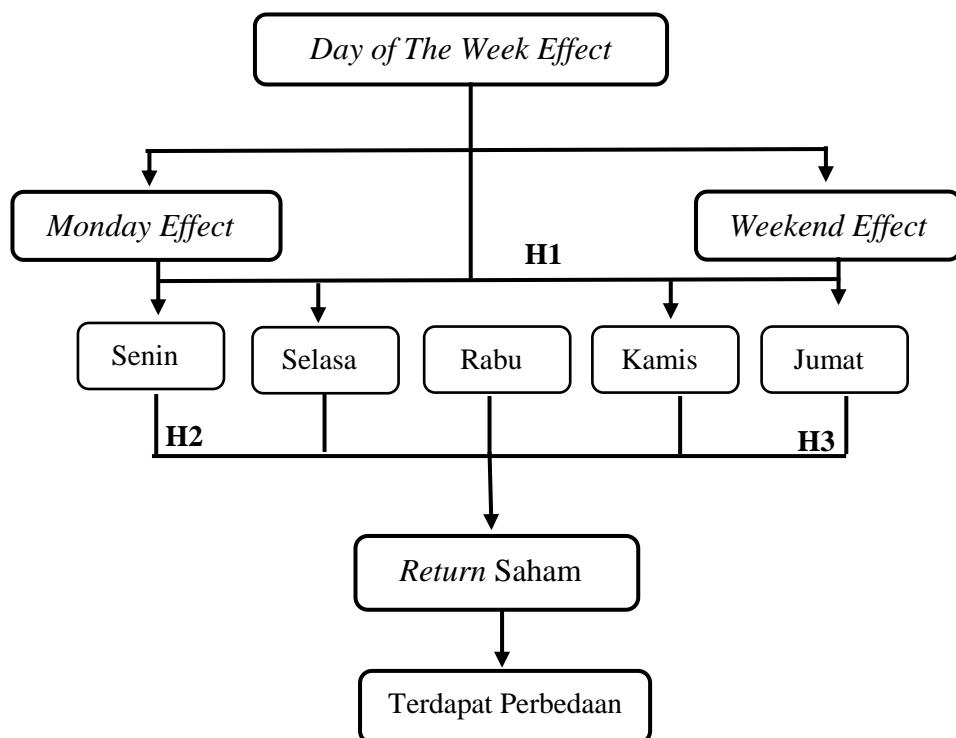 Day of The Week Effect
Monday Effect
Weekend Effect
H1
Senin
Selasa
Rabu
Kamis
Jumat
H2
H3
Return Saham
Terdapat Perbedaan